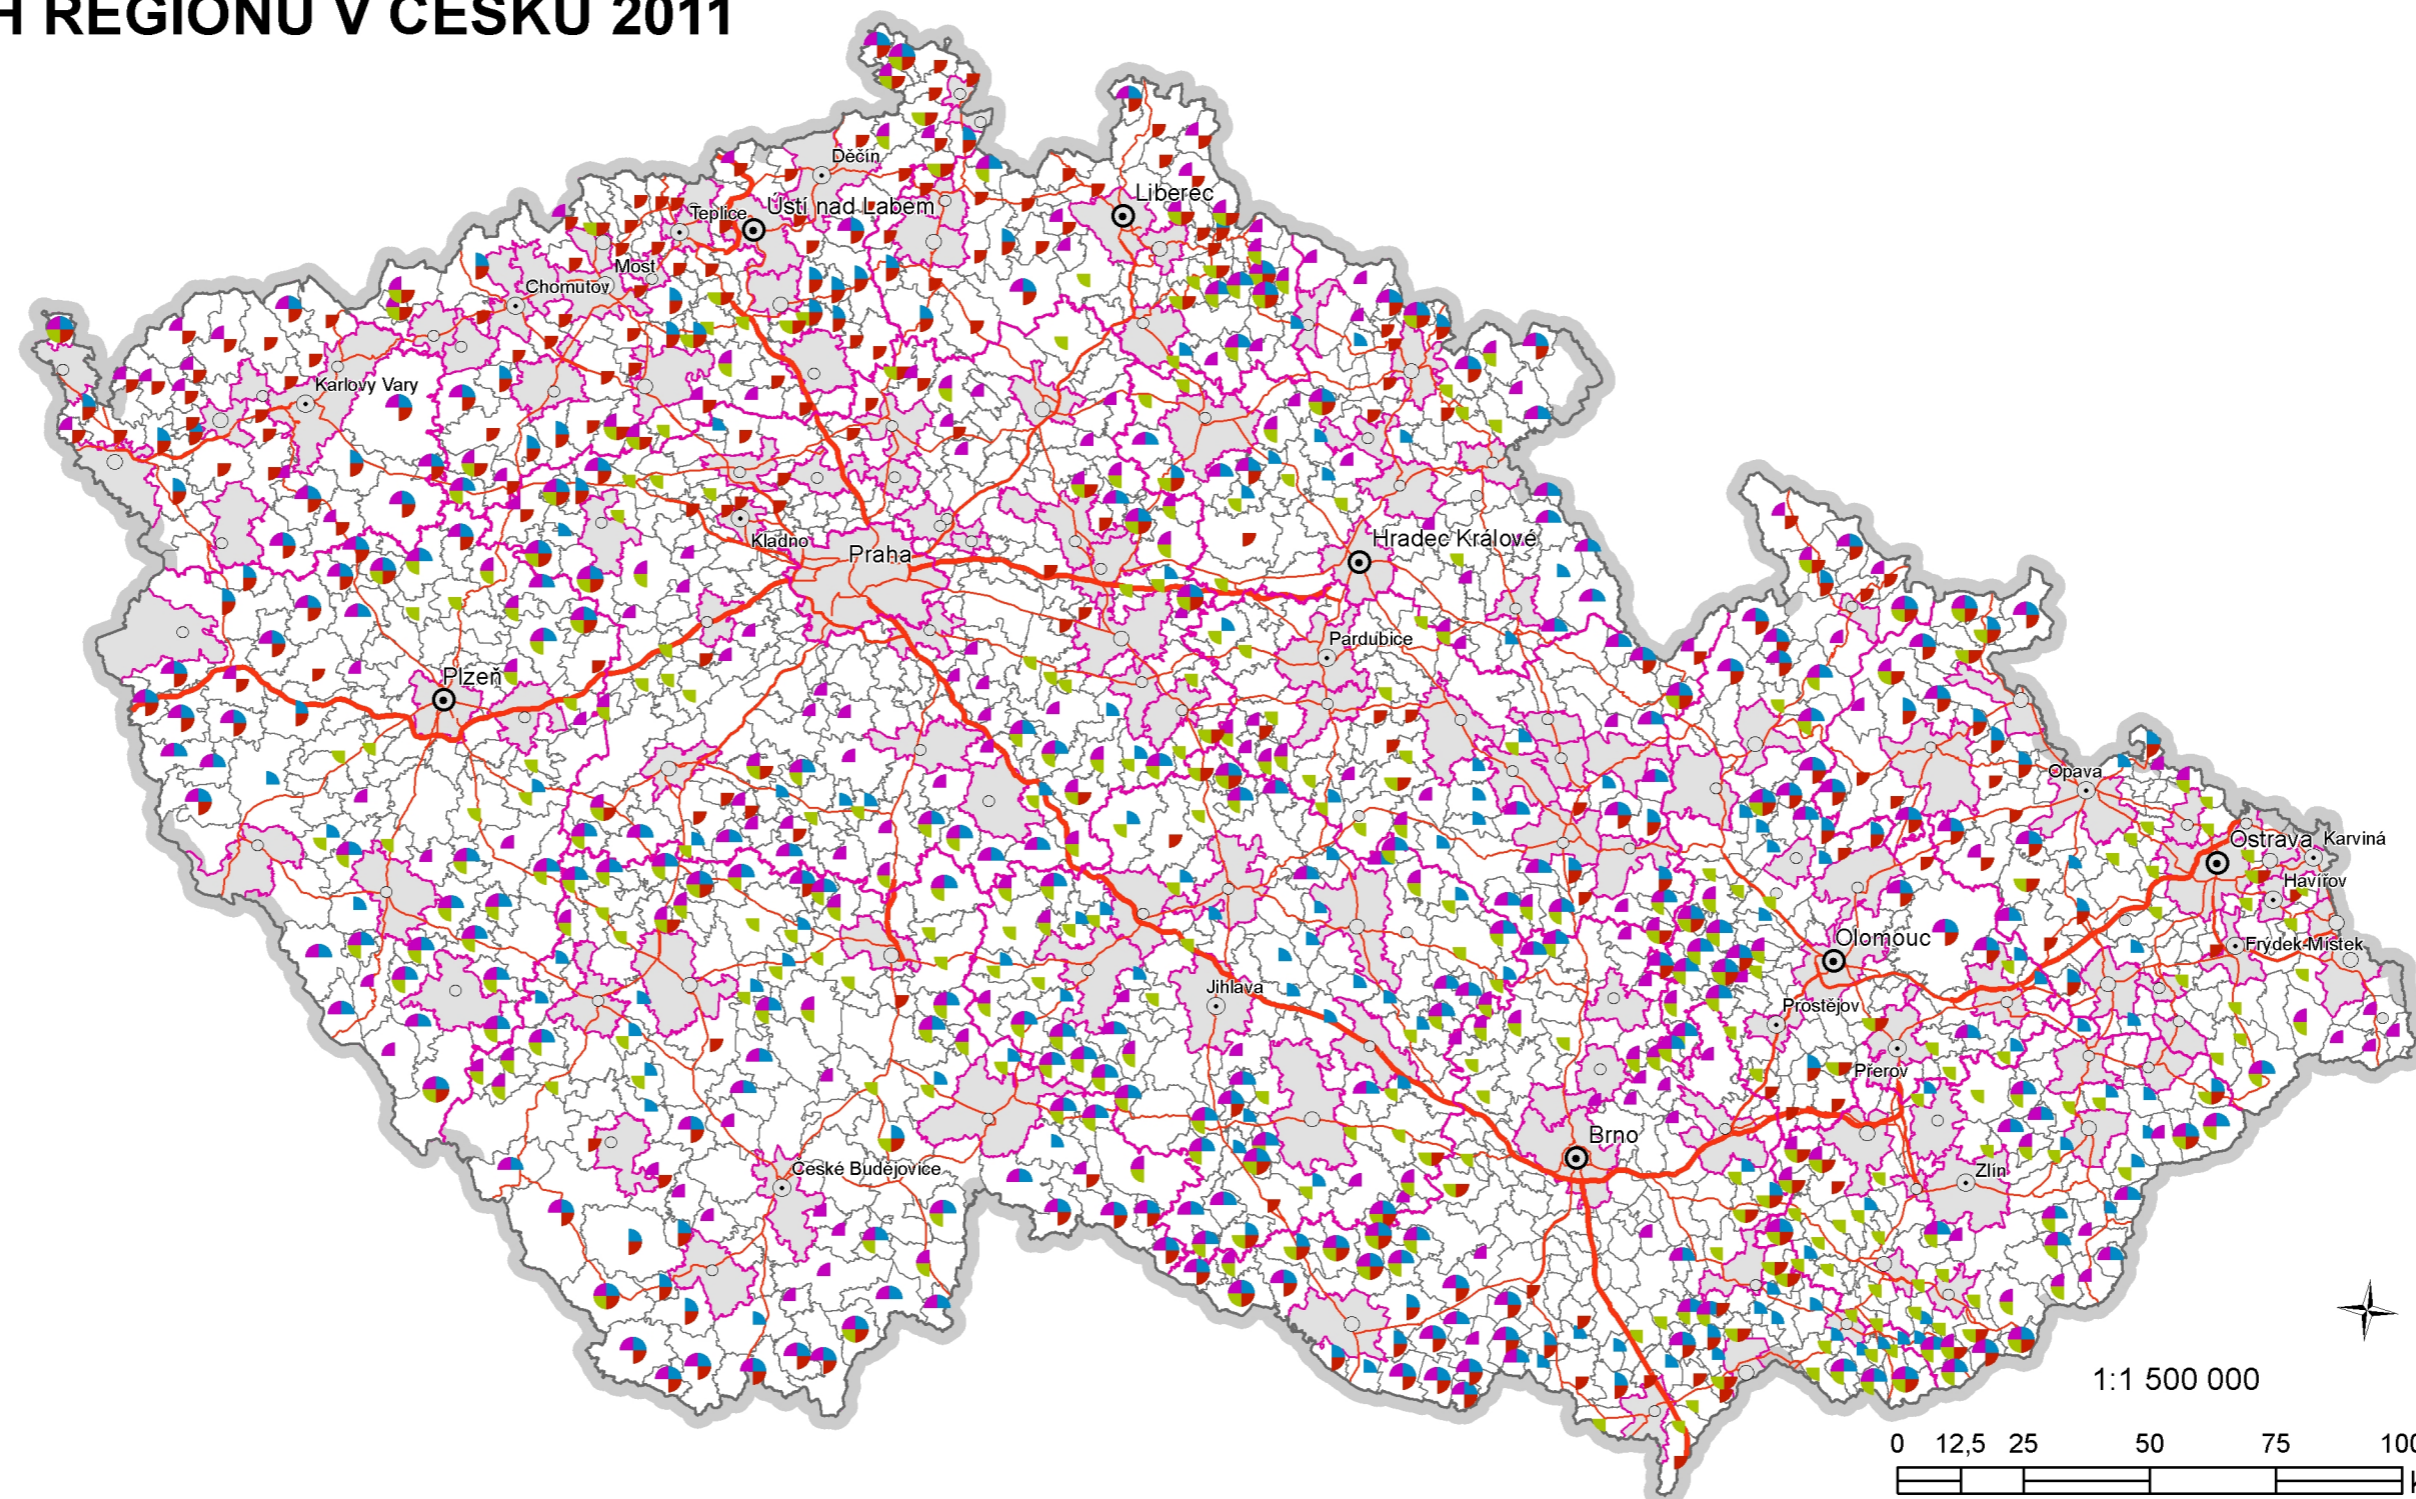 H REGIONŮ V ČESKU 2011
Děčín
Liberec
Teplice
Ústí nad Labem
Most
Chomutov
Karlovy Vary
Kladno
Praha
Hradec Králové
Pardubice
Plzeň
Opava
Ostrava
Karviná
Havířov
Olomouc
Frýdek-Místek
Jihlava
Prostějov
Přerov
Brno
České Budějovice
Zlín
1:1 500 000
0 12,5 25 50 75 100